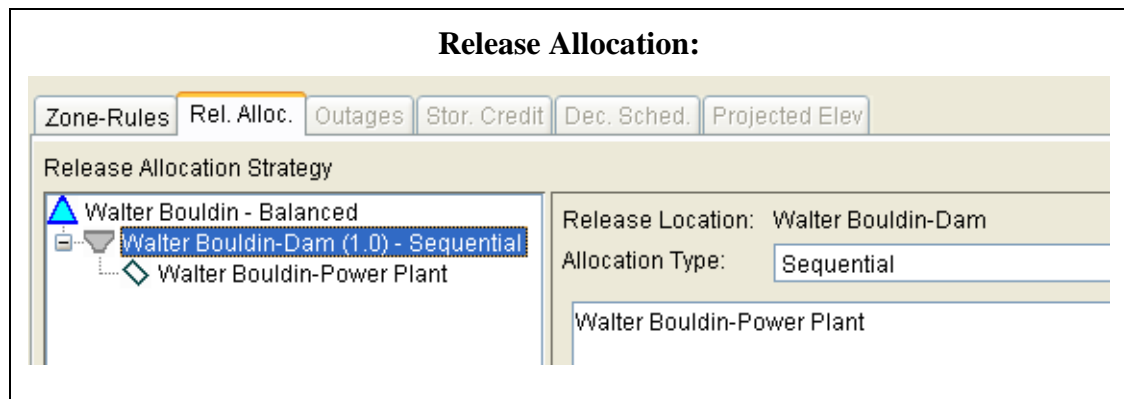 Release Allocation:
Zone-Rules Rel. Alloc. Outages Stor. Credit Dec. Sched. Projected Elev
Release Allocation Strategy
Walter Bouldin - Balanced
Walter Bouldin-Dam (1.0) - Sequential
Walter Bouldin-Power Plant
Release Location: Walter Bouldin-Dam
Allocation Type: Sequential
Walter Bouldin-Power Plant